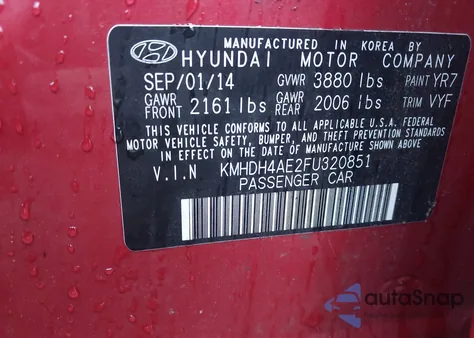 MANUFACTURED IN KOREA BY
HYUNDAI MOTOR COMPANY
SEP/01/14 GVWR 3880 lbs PAINT YR7
GAWR FRONT 2161 lbs GAWR REAR 2006 lbs TRIM VYF
THIS VEHICLE CONFORMS TO ALL APPLICABLE U.S.A. FEDERAL
MOTOR VEHICLE SAFETY, BUMPER, AND THEFT PREVENTION STANDARDS
IN EFFECT ON THE DATE OF MANUFACTURE SHOWN ABOVE.
V.I.N KMHDH4AE2FU320851
PASSENGER CAR
autoSnap